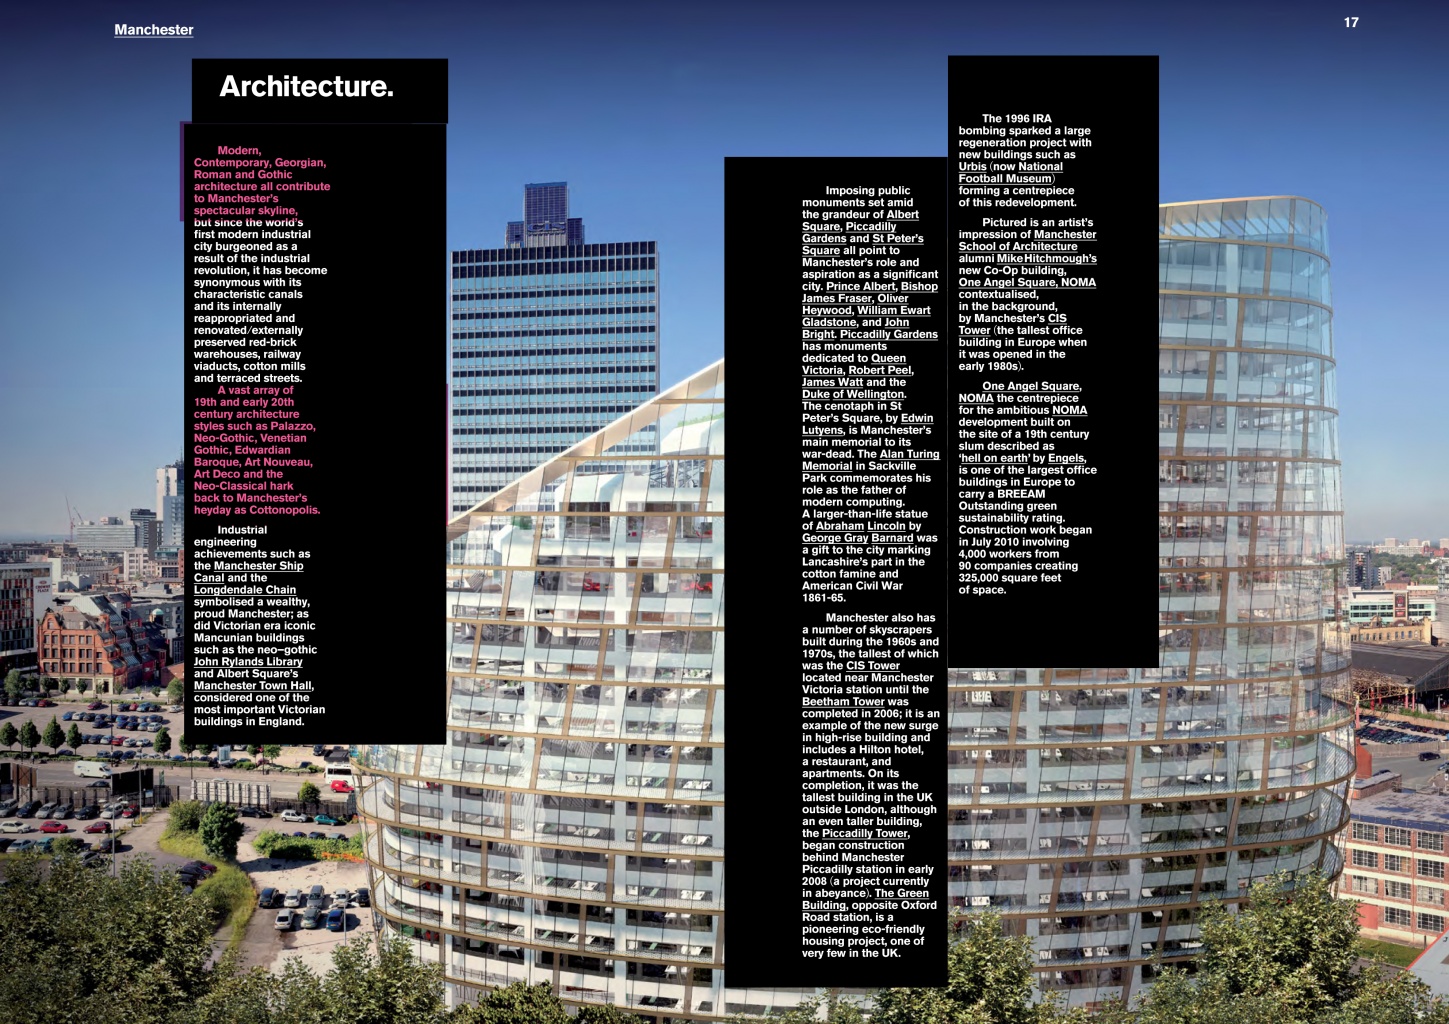 Manchester
17
Architecture.
Modern,
Contemporary, Georgian,
Roman and Gothic
architecture all contribute
to Manchester's
spectacular skyline,
but since the world's
first modern industrial
city burgeoned as a
result of the industrial
revolution, it has become
synonymous with its
characteristic canals
and its internally
reappropriated and
renovated/externally
preserved red-brick
warehouses, railway
viaducts, cotton mills
and terraced streets.
A vast array of
19th and early 20th
century architecture
styles such as Palazzo,
Neo-Gothic, Venetian
Gothic, Edwardian
Baroque, Art Nouveau,
Art Deco and the
Neo-Classical hark
back to Manchester's
heyday as Cottonopolis.
Industrial
engineering
achievements such as
the Manchester Ship
Canal and the
Longdendale Chain
symbolised a wealthy,
proud Manchester; as
did Victorian era iconic
Mancunian buildings
such as the neo–gothic
John Rylands Library
and Albert Square's
Manchester Town Hall,
considered one of the
most important Victorian
buildings in England.
Imposing public
monuments set amid
the grandeur of Albert
Square, Piccadilly
Gardens and St Peter's
Square all point to
Manchester's role and
aspiration as a significant
city. Prince Albert, Bishop
James Fraser, Oliver
Heywood, William Ewart
Gladstone, and John
Bright. Piccadilly Gardens
has monuments
dedicated to Queen
Victoria, Robert Peel,
James Watt and the
Duke of Wellington.
The cenotaph in St
Peter's Square, by Edwin
Lutyens, is Manchester's
main memorial to its
war-dead. The Alan Turing
Memorial in Sackville
Park commemorates his
role as the father of
modern computing.
A larger-than-life statue
of Abraham Lincoln by
George Gray Barnard was
a gift to the city marking
Lancashire's part in the
cotton famine and
American Civil War
1861-65.
Manchester also has
a number of skyscrapers
built during the 1960s and
1970s, the tallest of which
was the CIS Tower
located near Manchester
Victoria station until the
Beetham Tower was
completed in 2006; it is an
example of the new surge
in high-rise building and
includes a Hilton hotel,
a restaurant, and
apartments. On its
completion, it was the
tallest building in the UK
outside London, although
an even taller building,
the Piccadilly Tower,
began construction
behind Manchester
Piccadilly station in early
2008 (a project currently
in abeyance). The Green
Building, opposite Oxford
Road station, is a
pioneering eco-friendly
housing project, one of
very few in the UK.
The 1996 IRA
bombing sparked a large
regeneration project with
new buildings such as
Urbis (now National
Football Museum)
forming a centrepiece
of this redevelopment.
Pictured is an artist's
impression of Manchester
School of Architecture
alumni Mike Hitchmough's
new Co-Op building,
One Angel Square, NOMA
contextualised,
in the background,
by Manchester's CIS
Tower (the tallest office
building in Europe when
it was opened in the
early 1980s).
One Angel Square,
NOMA the centrepiece
for the ambitious NOMA
development built on
the site of a 19th century
slum described as
'hell on earth' by Engels,
is one of the largest office
buildings in Europe to
carry a BREEAM
Outstanding green
sustainability rating.
Construction work began
in July 2010 involving
4,000 workers from
90 companies creating
325,000 square feet
of space.